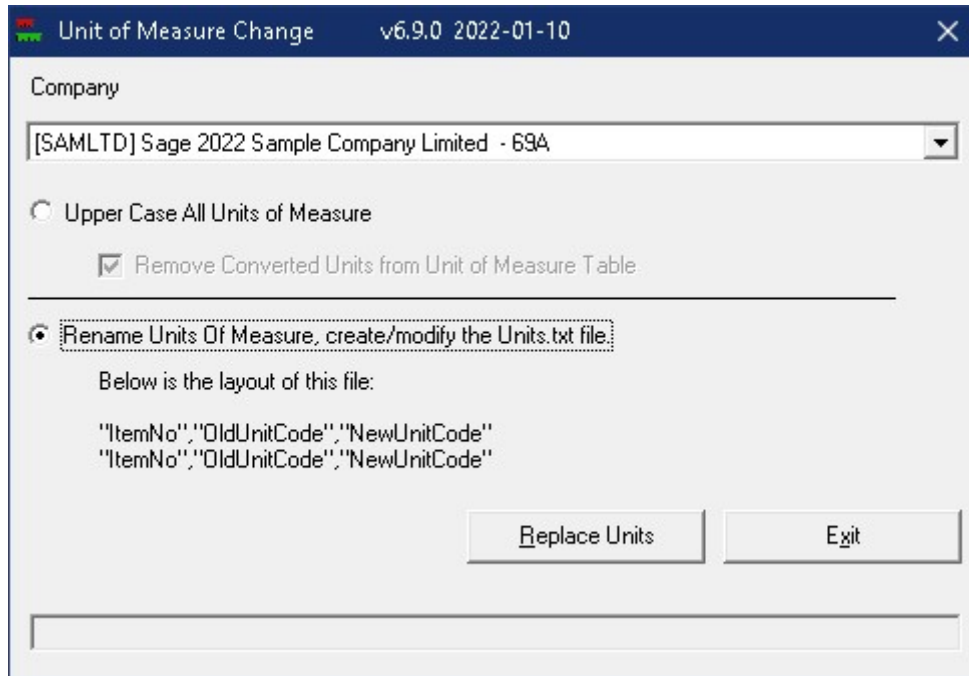 Unit of Measure Change v6.9.0 2022-01-10
Company
[SAMLTD] Sage 2022 Sample Company Limited - 69A
Upper Case All Units of Measure
Remove Converted Units from Unit of Measure Table
Rename Units Of Measure, create/modify the Units.txt file.
Below is the layout of this file:
"ItemNo","OldUnitCode","NewUnitCode"
"ItemNo","OldUnitCode","NewUnitCode"
Replace Units Exit